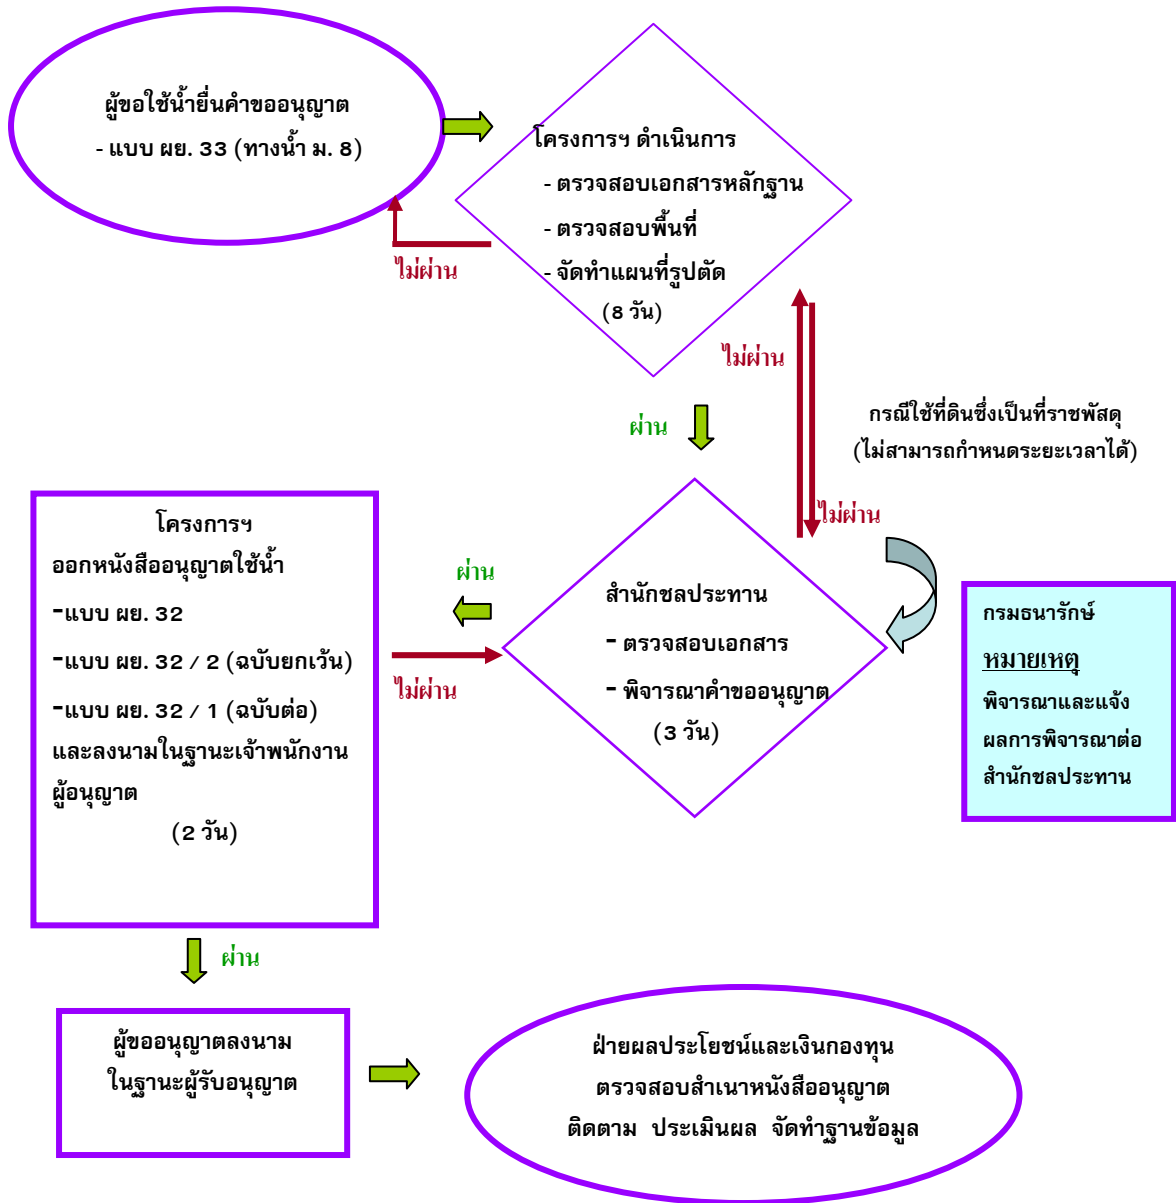 ผู้ขอใช้น้ำยื่นคำขออนุญาต
- แบบ ผย. 33 (ทางน้ำ ม. 8)
โครงการฯ ดำเนินการ
- ตรวจสอบเอกสารหลักฐาน
- ตรวจสอบพื้นที่
- จัดทำแผนที่รูปตัด
(8 วัน)
ไม่ผ่าน
ไม่ผ่าน
ผ่าน
กรณีใช้ที่ดินซึ่งเป็นที่ราชพัสดุ
(ไม่สามารถกำหนดระยะเวลาได้)
ไม่ผ่าน
โครงการฯ
ออกหนังสืออนุญาตใช้น้ำ
-แบบ ผย. 32
-แบบ ผย. 32 / 2 (ฉบับยกเว้น)
-แบบ ผย. 32 / 1 (ฉบับต่อ)
และลงนามในฐานะเจ้าพนักงาน
ผู้อนุญาต
(2 วัน)
ผ่าน
ไม่ผ่าน
สำนักชลประทาน
- ตรวจสอบเอกสาร
- พิจารณาคำขออนุญาต
(3 วัน)
กรมธนารักษ์
หมายเหตุ
พิจารณาและแจ้ง
ผลการพิจารณาต่อ
สำนักชลประทาน
ผ่าน
ผู้ขออนุญาตลงนาม
ในฐานะผู้รับอนุญาต
ฝ่ายผลประโยชน์และเงินกองทุน
ตรวจสอบสำเนาหนังสืออนุญาต
ติดตาม ประเมินผล จัดทำฐานข้อมูล